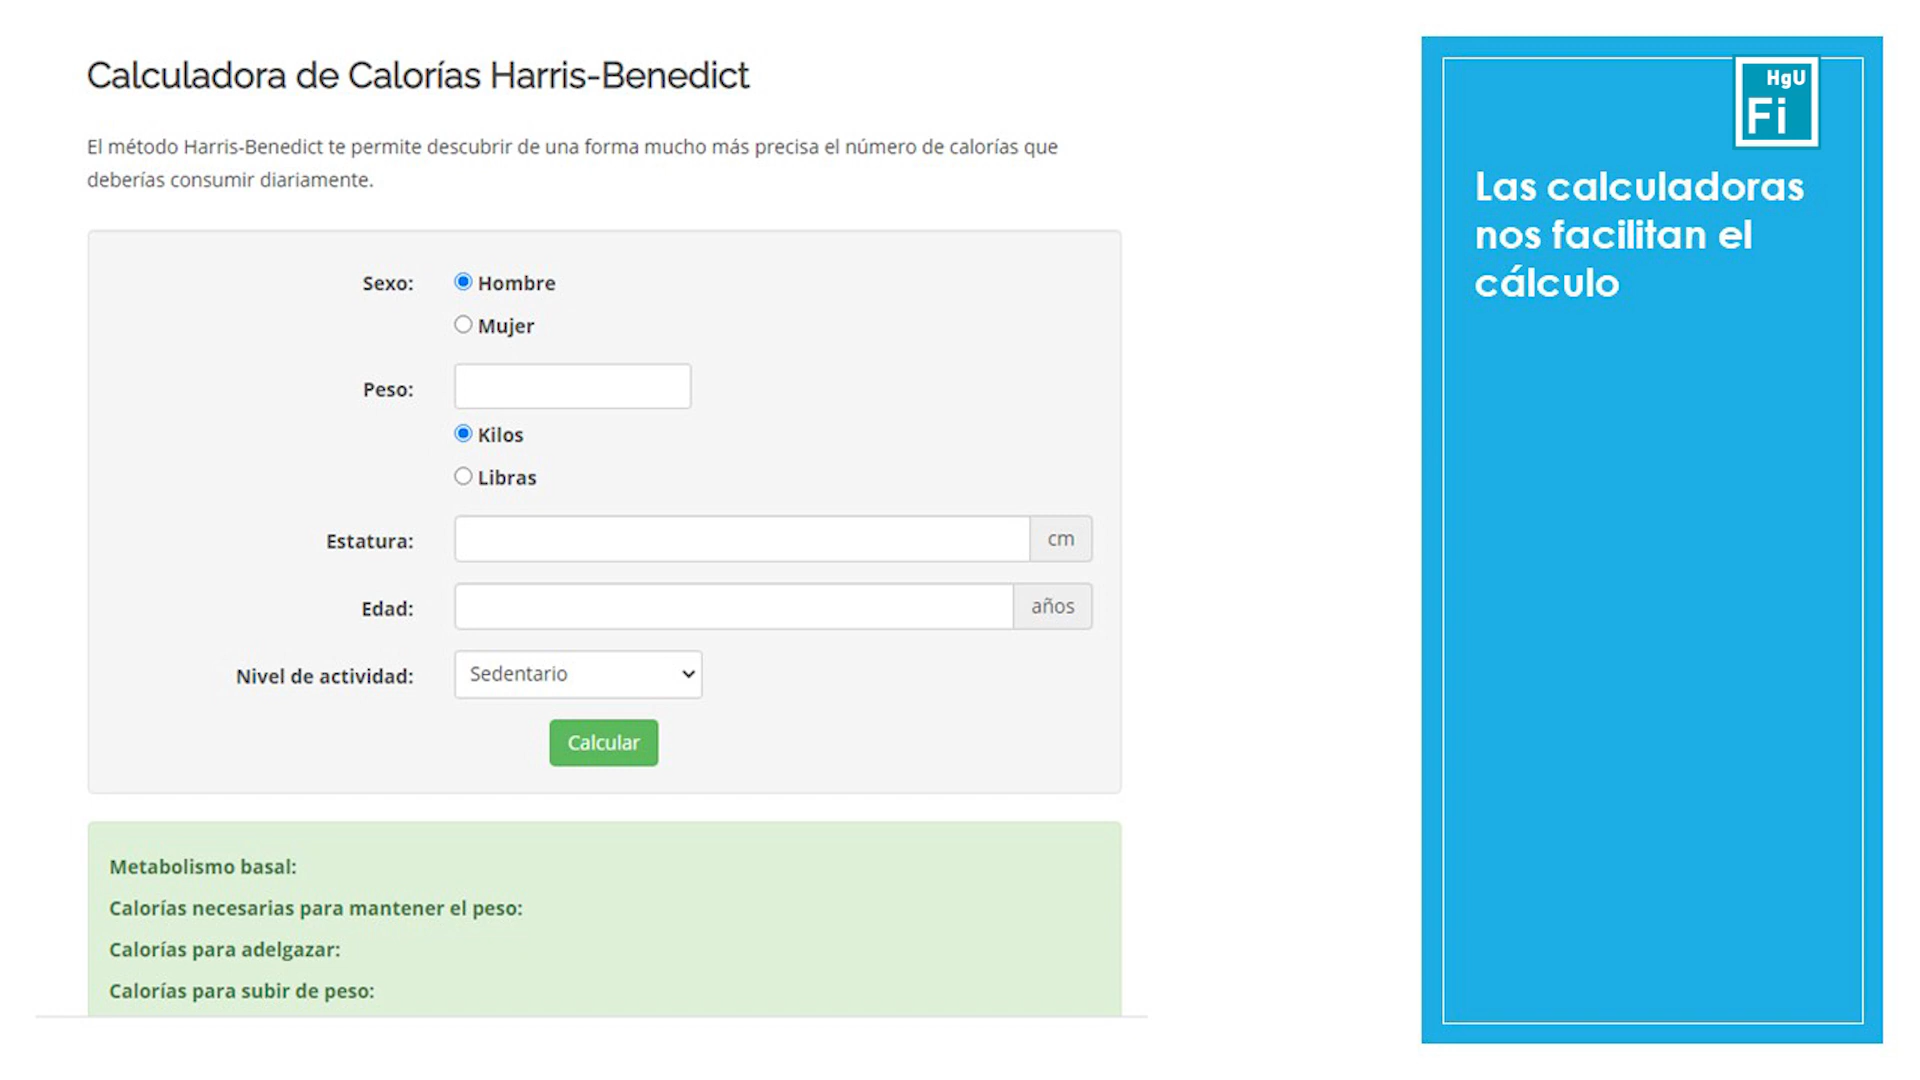 Calculadora de Calorías Harris-Benedict
El método Harris-Benedict te permite descubrir de una forma mucho más precisa el número de calorías que
deberías consumir diariamente.
Sexo: Hombre
Mujer
Peso:
Kilos
Libras
Estatura: cm
Edad: años
Nivel de actividad: Sedentario
Calcular
Metabolismo basal:
Calorías necesarias para mantener el peso:
Calorías para adelgazar:
Calorías para subir de peso:
HgU
Fi
Las calculadoras
nos facilitan el
cálculo